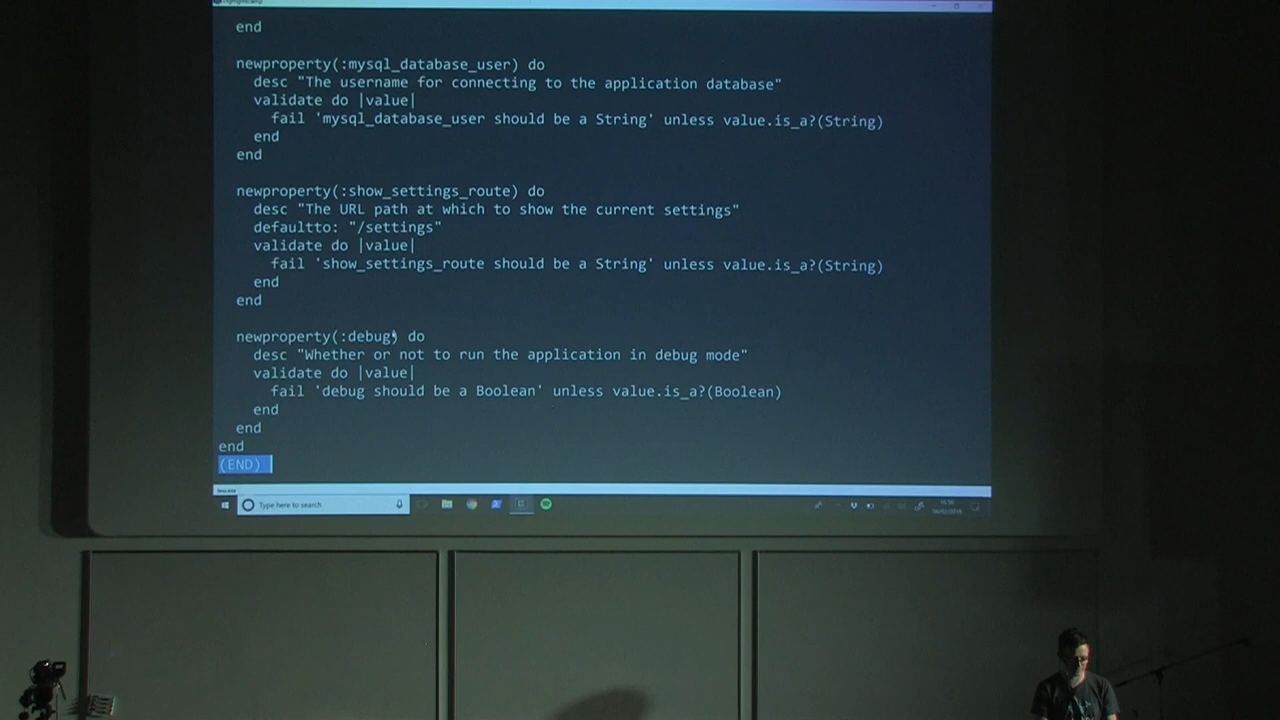 end
newproperty(:mysql_database_user) do
desc "The username for connecting to the application database"
validate do |value|
fail 'mysql_database_user should be a String' unless value.is_a?(String)
end
end
newproperty(:show_settings_route) do
desc "The URL path at which to show the current settings"
defaultto: "/settings"
validate do |value|
fail 'show_settings_route should be a String' unless value.is_a?(String)
end
end
newproperty(:debug) do
desc "Whether or not to run the application in debug mode"
validate do |value|
fail 'debug should be a Boolean' unless value.is_a?(Boolean)
end
end
end
(END)
Type here to search